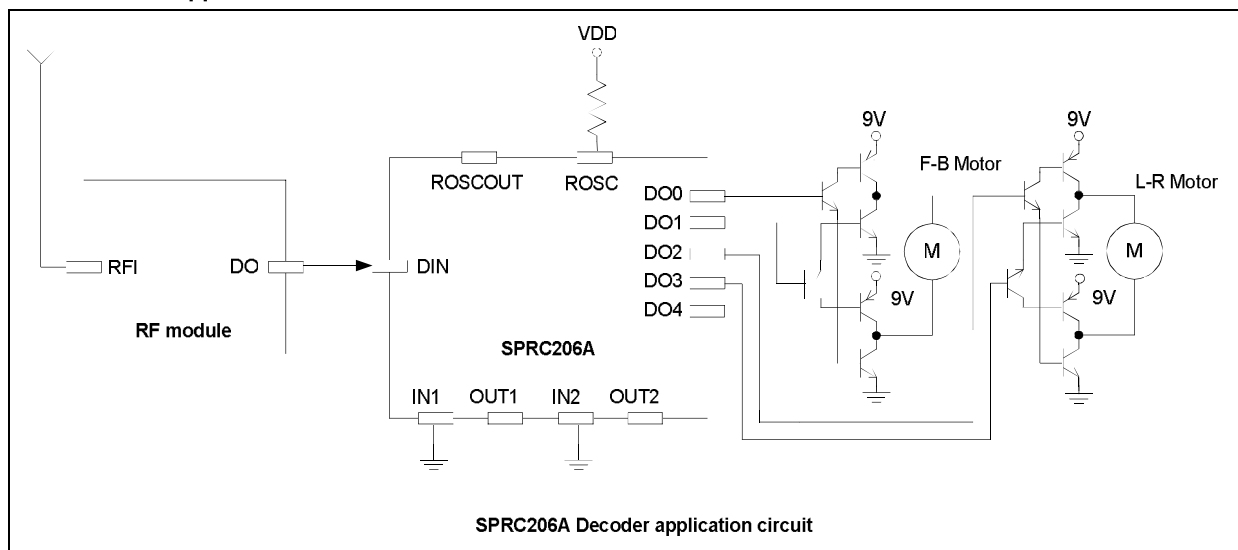 VDD
9V
9V
F-B Motor
L-R Motor
ROSCOUT
ROSC
DO0
DO1
DO2
DO3
DO4
M
M
RFI
DO
DIN
9V
9V
RF module
SPRC206A
IN1
OUT1
IN2
OUT2
SPRC206A Decoder application circuit